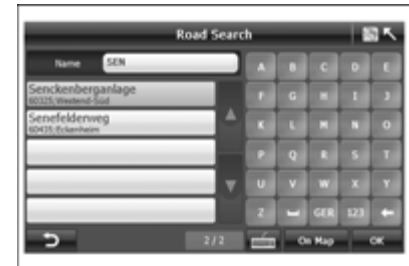 Road Search
Name SEN
Senckenberganlage
60325;Westend-Süd
Senefelderweg
60435;Eckenheim
A B C D E
F G H I J
K L M N O
P Q R S T
U V W X Y
Z GER 123
2/2 On Map OK